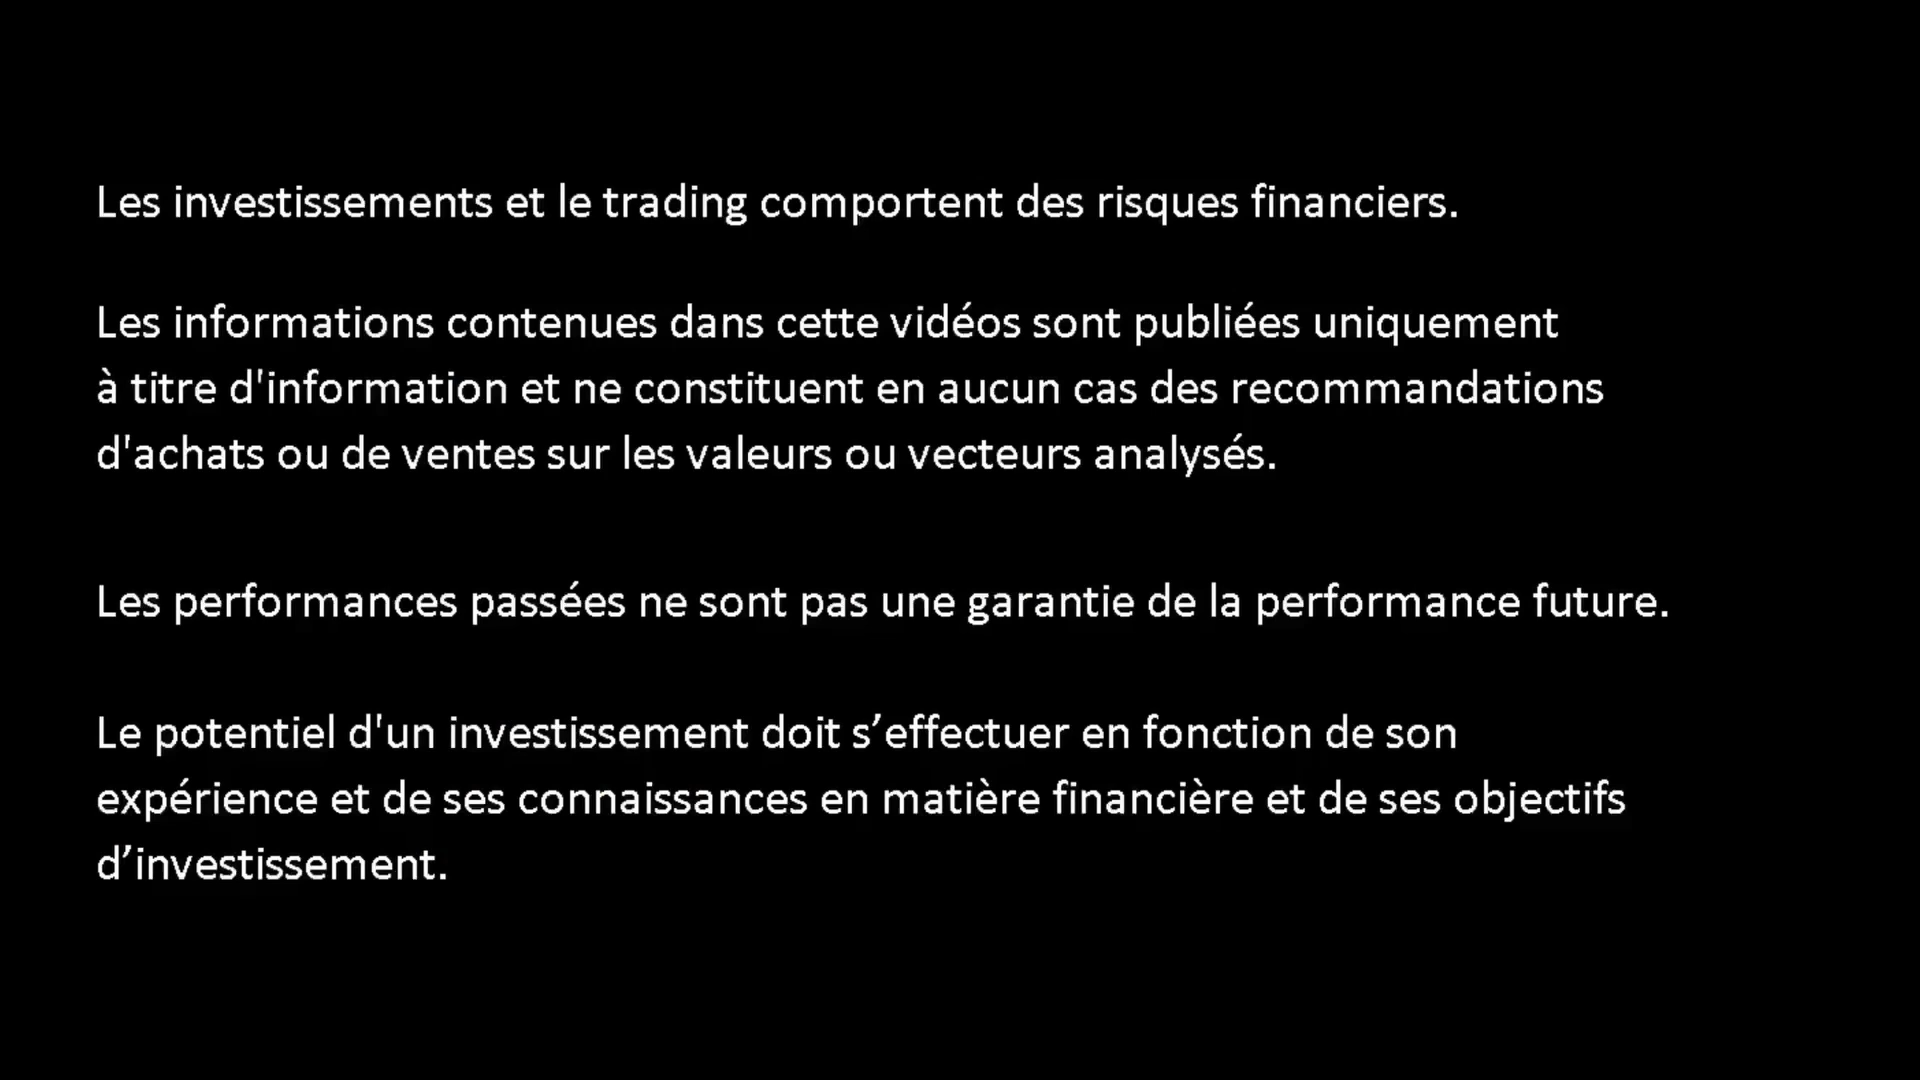 Les investissements et le trading comportent des risques financiers.
Les informations contenues dans cette vidéos sont publiées uniquement
à titre d'information et ne constituent en aucun cas des recommandations
d'achats ou de ventes sur les valeurs ou vecteurs analysés.
Les performances passées ne sont pas une garantie de la performance future.
Le potentiel d'un investissement doit s’effectuer en fonction de son
expérience et de ses connaissances en matière financière et de ses objectifs
d’investissement.